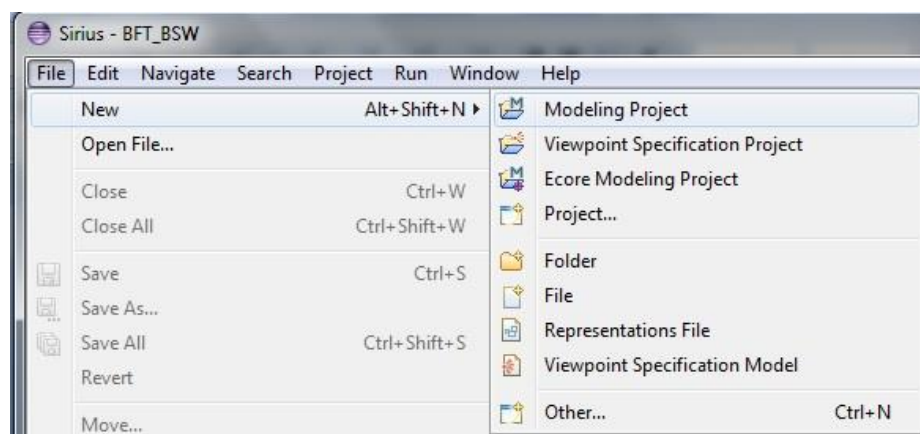 Sirius - BFT_BSW
File Edit Navigate Search Project Run Window Help
New Alt+Shift+N
Open File...
Close Ctrl+W
Close All Ctrl+Shift+W
Save Ctrl+S
Save As...
Save All Ctrl+Shift+S
Revert
Move...
Modeling Project
Viewpoint Specification Project
Ecore Modeling Project
Project...
Folder
File
Representations File
Viewpoint Specification Model
Other... Ctrl+N